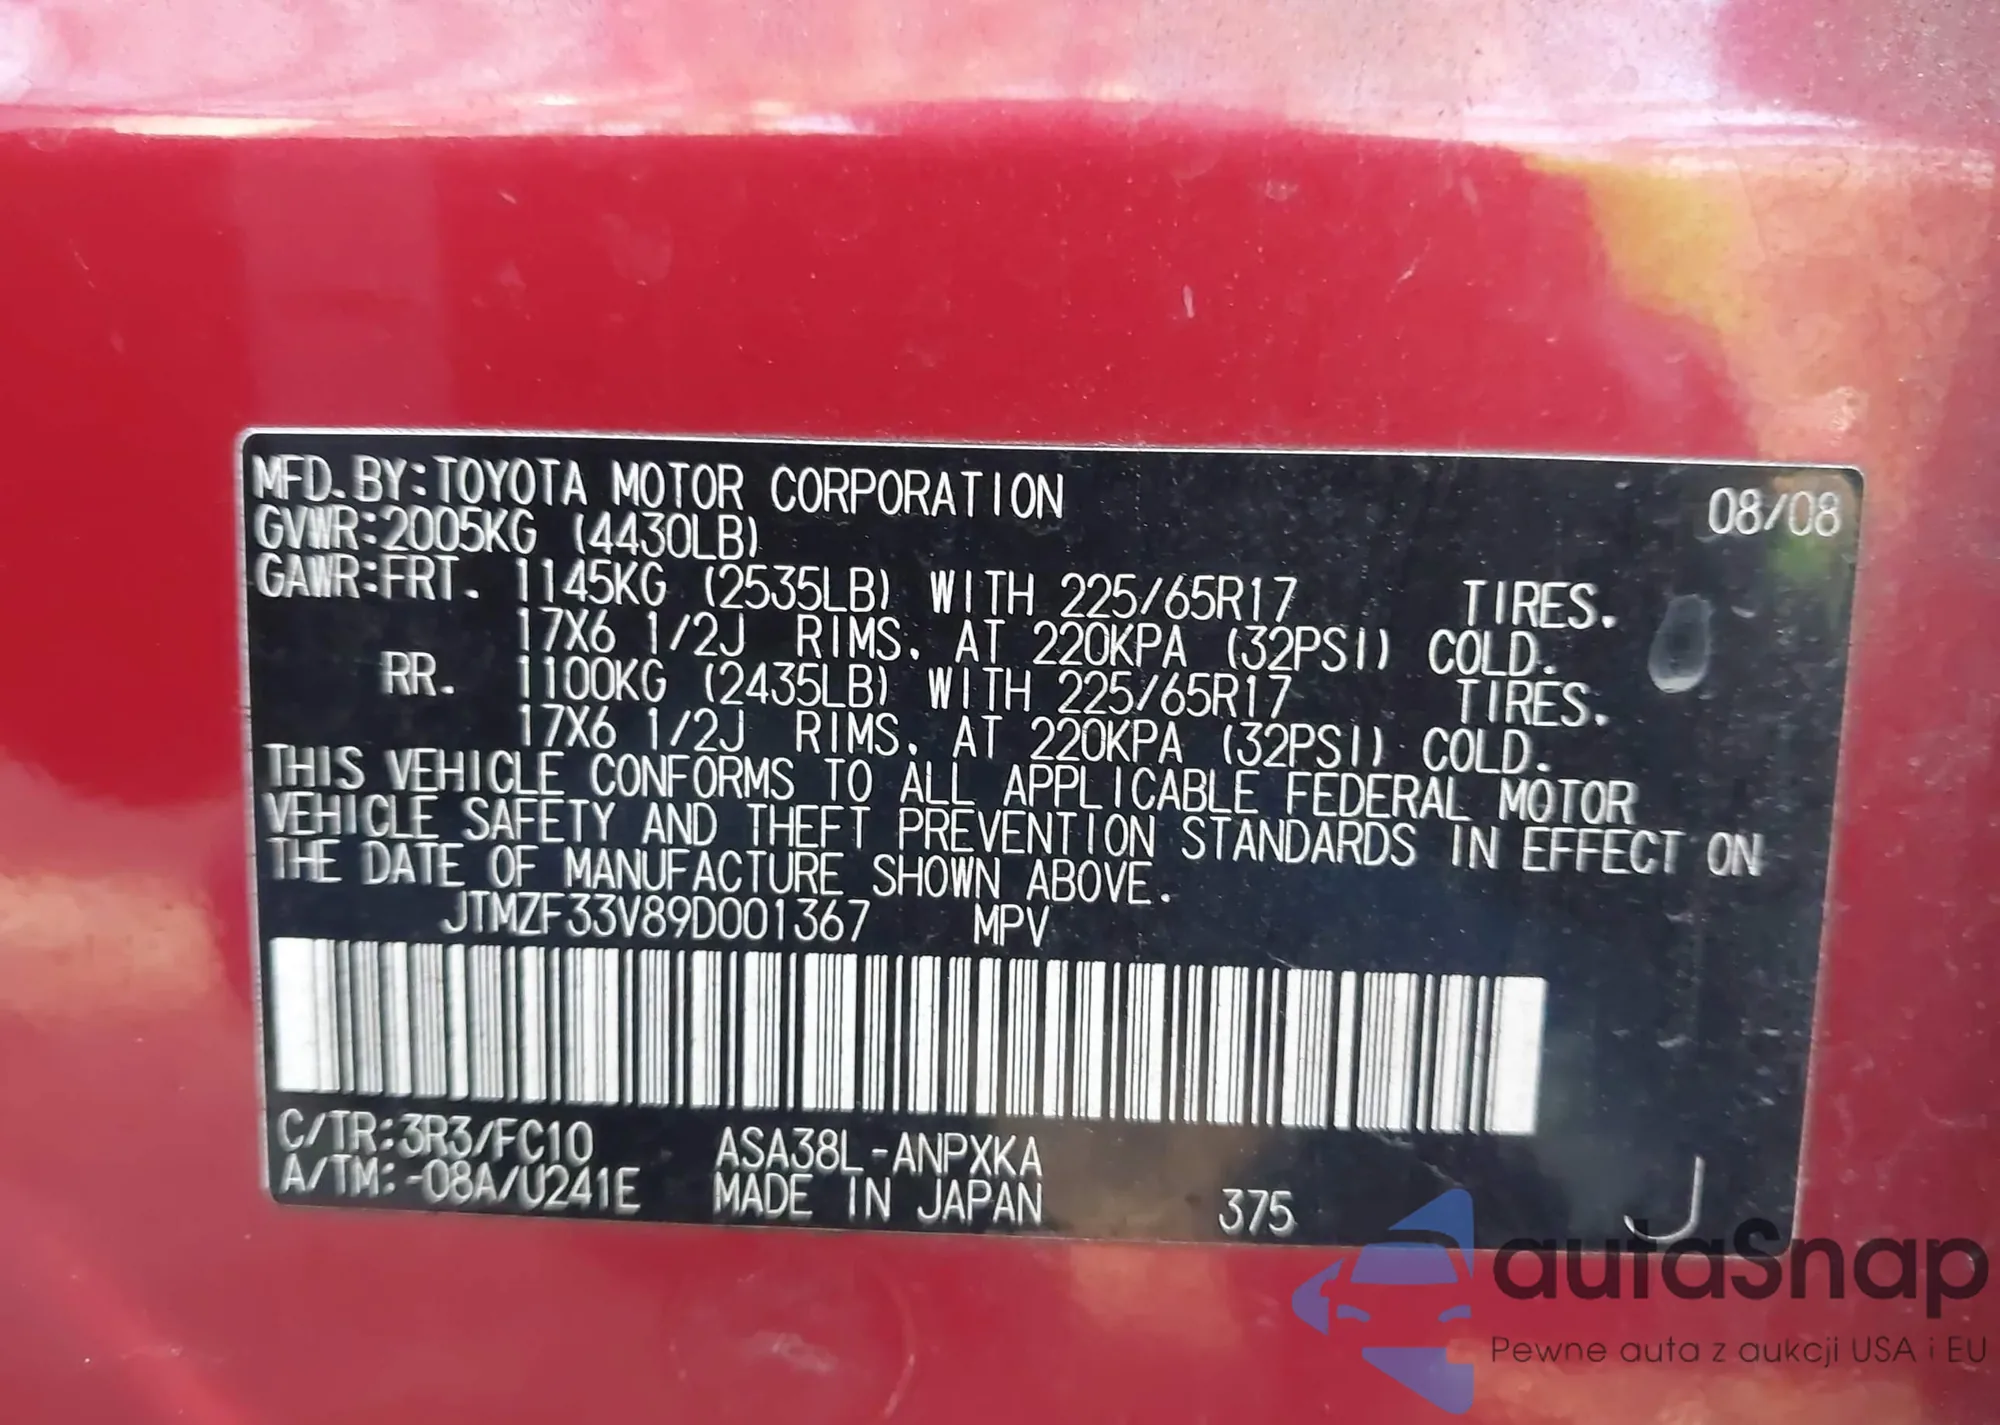 MFD. BY: TOYOTA MOTOR CORPORATION 08/08
GVWR: 2005KG (4430LB)
GAWR: FRT. 1145KG (2535LB) WITH 225/65R17 TIRES.
17X6 1/2J RIMS. AT 220KPA (32PSI) COLD.
RR. 1100KG (2435LB) WITH 225/65R17 TIRES.
17X6 1/2J RIMS. AT 220KPA (32PSI) COLD.
THIS VEHICLE CONFORMS TO ALL APPLICABLE FEDERAL MOTOR
VEHICLE SAFETY AND THEFT PREVENTION STANDARDS IN EFFECT ON
THE DATE OF MANUFACTURE SHOWN ABOVE.
JTMZF33V89D001367 MPV
C/TR: 3R3/FC10 ASA38L-ANPXKA
A/TM: -08A/U241E MADE IN JAPAN 375 J
autaSnap
Pewne auta z aukcji USA i EU